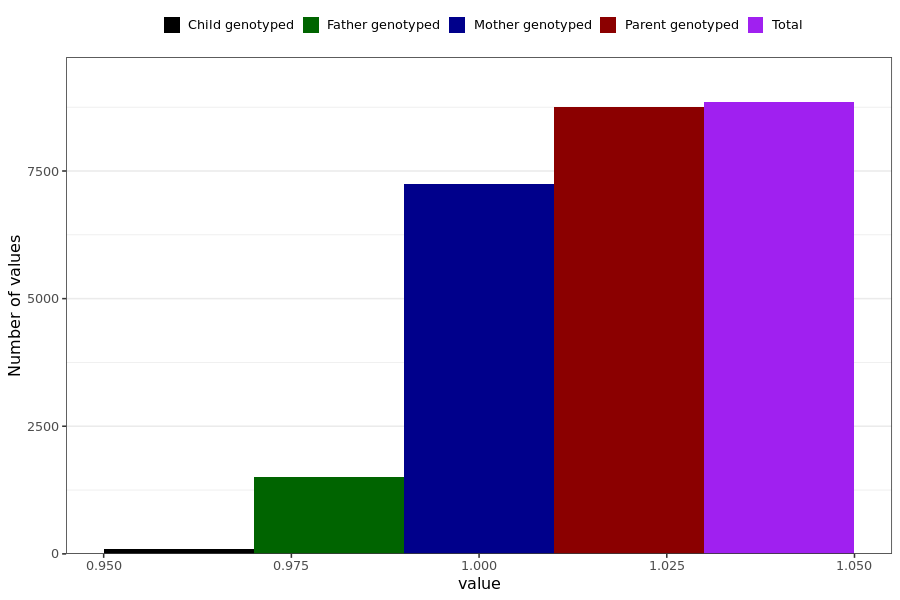 Child genotyped Father genotyped Mother genotyped Parent genotyped Total
Number of values
7500
5000
2500
0
0.950 0.975 1.000 1.025 1.050
value